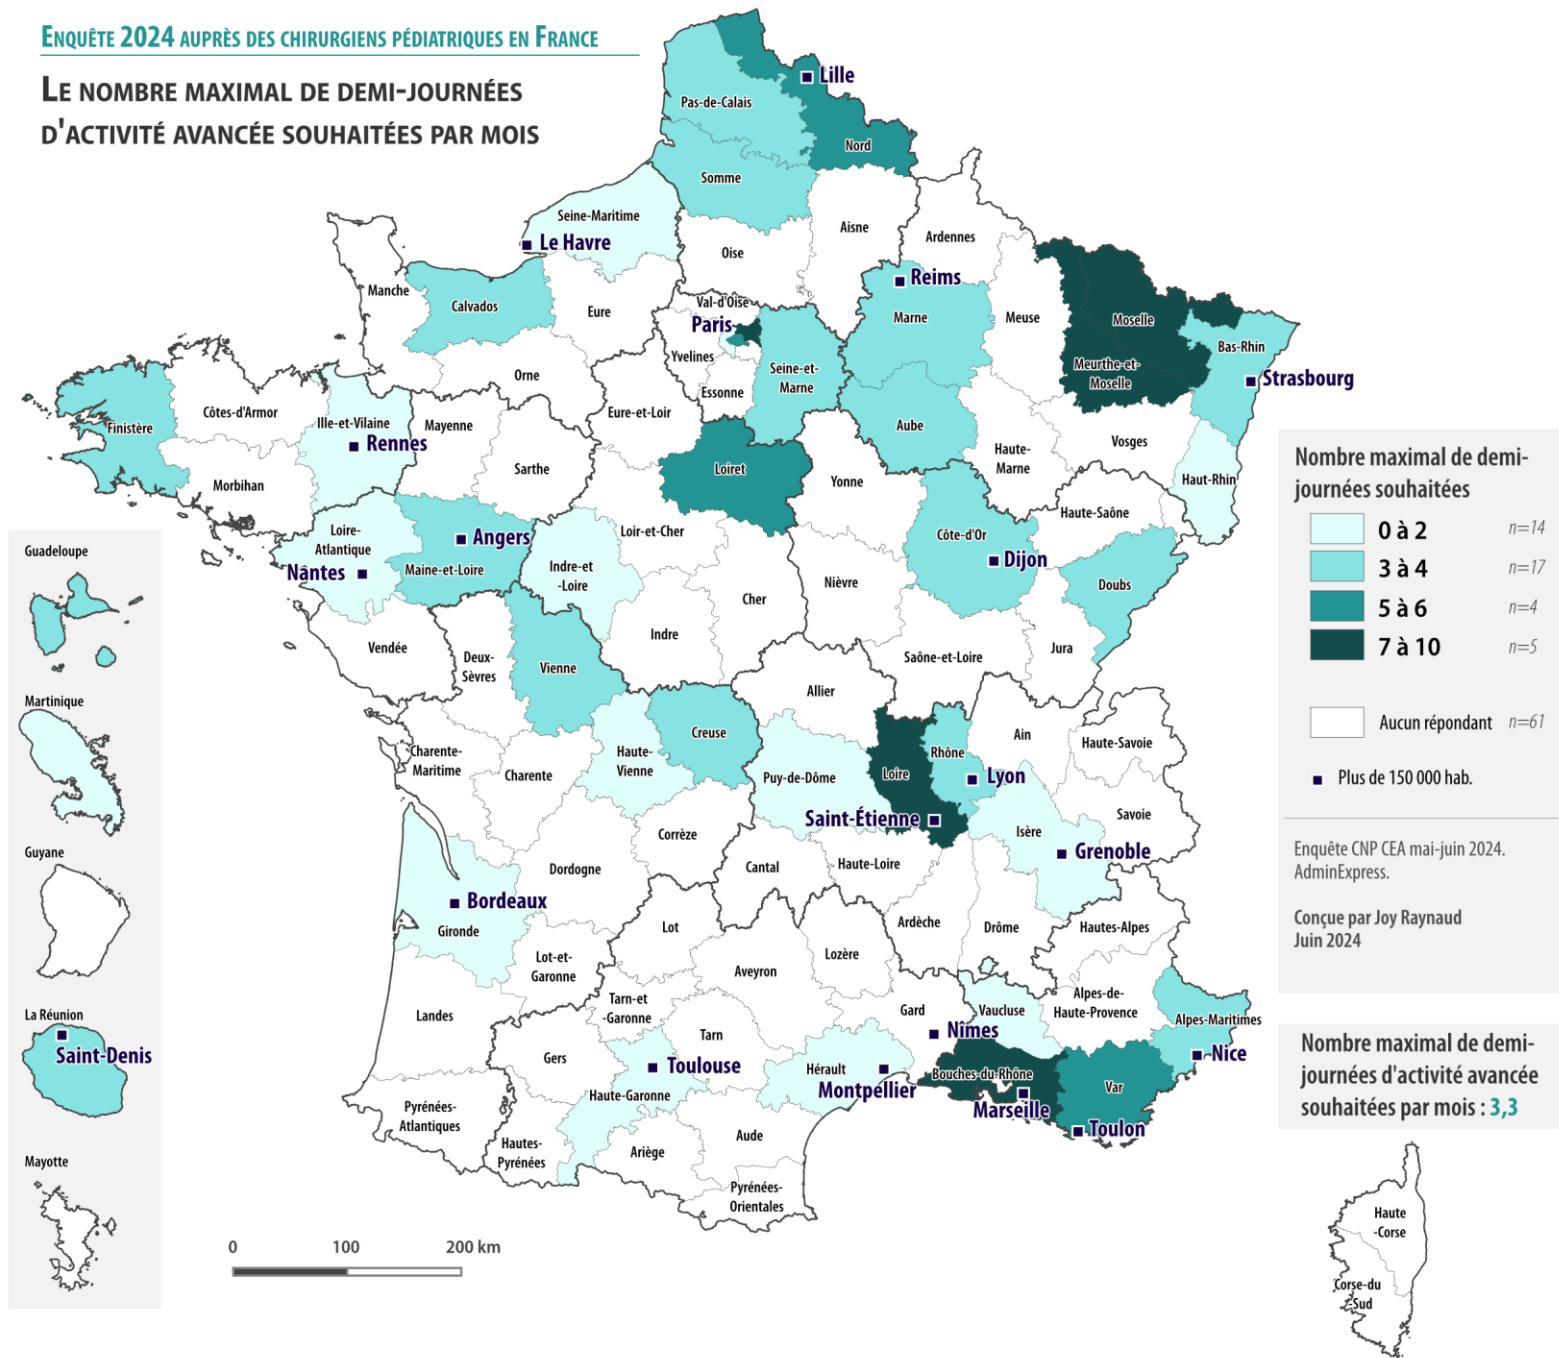 ENQUÊTE 2024 AUPRÈS DES CHIRURGIENS PÉDIATRIQUES EN FRANCE
LE NOMBRE MAXIMAL DE DEMI-JOURNÉES
D'ACTIVITÉ AVANCÉE SOUHAITÉES PAR MOIS
Lille
Pas-de-Calais
Nord
Somme
Seine-Maritime
Le Havre
Aisne
Ardennes
Oise
Reims
Manche
Calvados
Eure
Val-d'Oise
Paris
Marne
Meuse
Moselle
Bas-Rhin
Yvelines
Seine-et-
Marne
Meurthe-et-
Moselle
Strasbourg
Orne
Essonne
Eure-et-Loir
Côtes-d'Armor
Ille-et-Vilaine
Mayenne
Finistère
Rennes
Aube
Vosges
Haute-
Marne
Sarthe
Loiret
Yonne
Haut-Rhin
Morbihan
Haute-Saône
Loire-
Atlantique
Angers
Loir-et-Cher
Côte-d'Or
Dijon
Nantes
Maine-et-Loire
Indre-et
-Loire
Nièvre
Doubs
Cher
Indre
Vendée
Deux-
Sèvres
Vienne
Saône-et-Loire
Jura
Allier
Creuse
Charente-
Maritime
Charente
Haute-
Vienne
Puy-de-Dôme
Loire
Rhône
Ain
Haute-Savoie
Lyon
Saint-Étienne
Savoie
Isère
Grenoble
Corrèze
Dordogne
Cantal
Haute-Loire
Bordeaux
Gironde
Lot
Ardèche
Drôme
Hautes-Alpes
Lot-et-
Garonne
Aveyron
Lozère
Tarn-et
-Garonne
Landes
Tarn
Gard
Nîmes
Vaucluse
Alpes-de-
Haute-Provence
Alpes-Maritimes
Nice
Gers
Toulouse
Hérault
Montpellier
Bouches-du-Rhône
Marseille
Var
Toulon
Haute-Garonne
Pyrénées-
Atlantiques
Hautes-
Pyrénées
Ariège
Aude
Pyrénées-
Orientales
Haute
-Corse
Corse-du
-Sud
Guadeloupe
Martinique
Guyane
La Réunion
Saint-Denis
Mayotte
0 100 200 km
Nombre maximal de demi-
journées souhaitées
0 à 2 n=14
3 à 4 n=17
5 à 6 n=4
7 à 10 n=5
Aucun répondant n=61
Plus de 150 000 hab.
Enquête CNP CEA mai-juin 2024.
AdminExpress.
Conçue par Joy Raynaud
Juin 2024
Nombre maximal de demi-
journées d'activité avancée
souhaitées par mois : 3,3